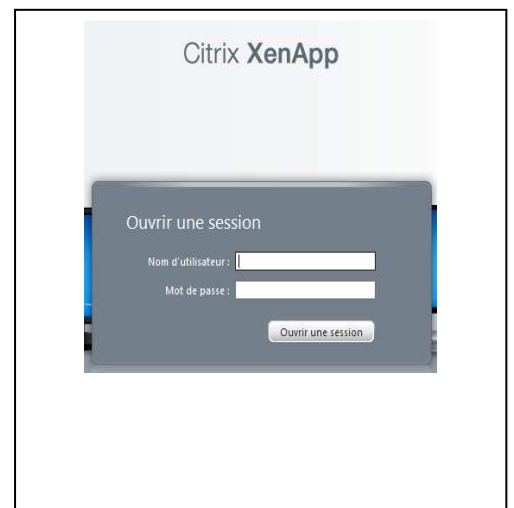 Citrix XenApp
Ouvrir une session
Nom d'utilisateur :
Mot de passe :
Ouvrir une session